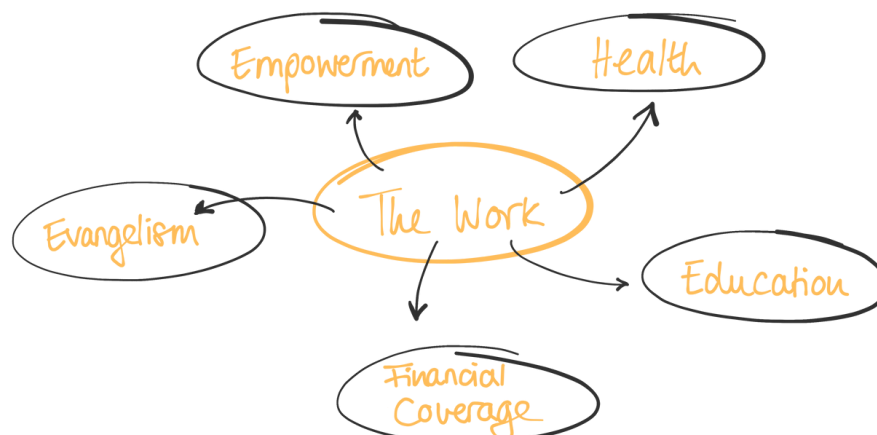 Empowerment
Health
The Work
Evangelism
Education
Financial
Coverage